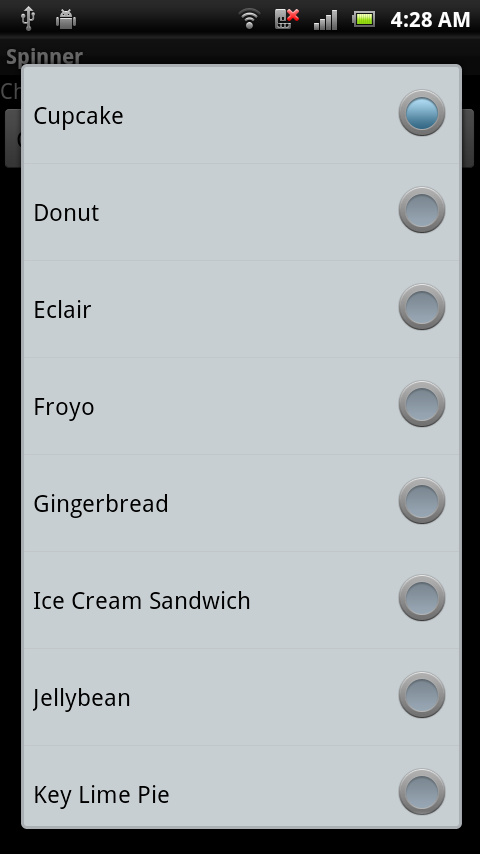 4:28 AM
Spinner
Ch
Cupcake
Donut
Eclair
Froyo
Gingerbread
Ice Cream Sandwich
Jellybean
Key Lime Pie